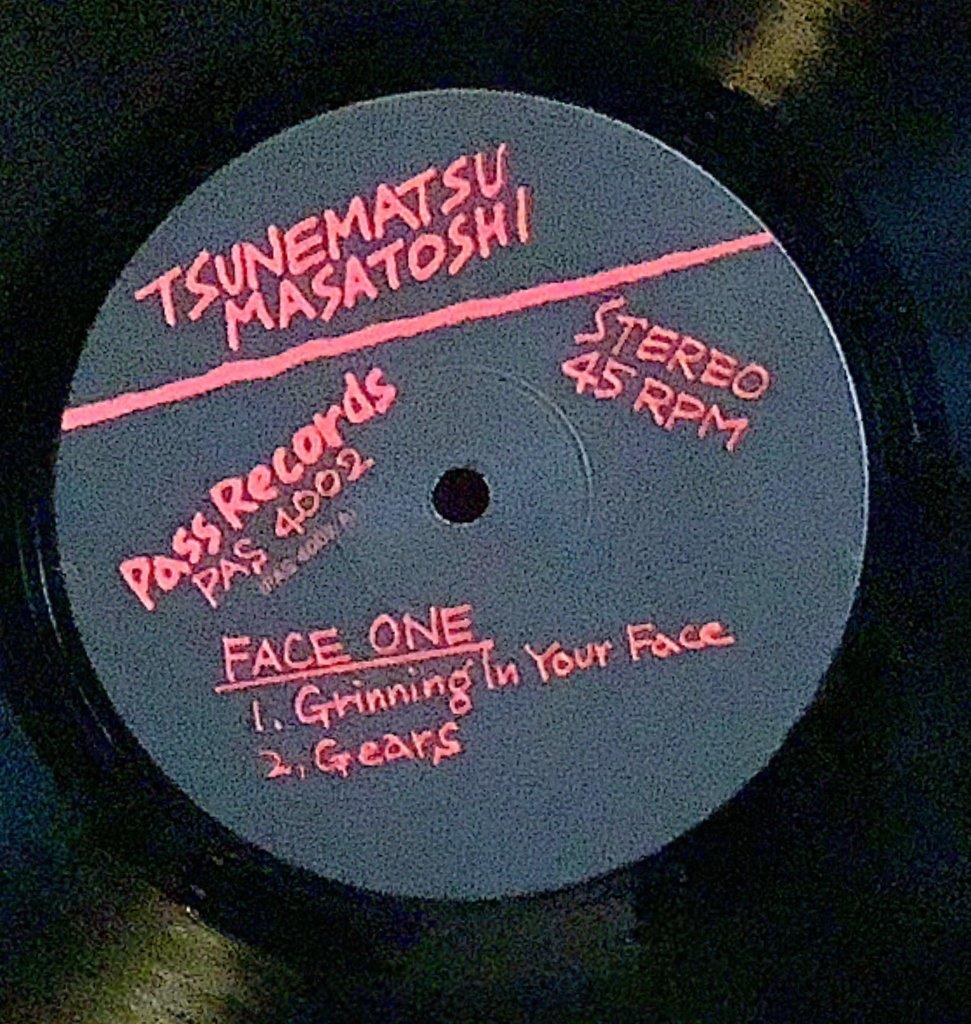 TSUNEMATSU
MASATOSHI
STEREO
45 RPM
Pass Records
PAS 4002
FACE ONE
1. Grinning In Your Face
2. Gears